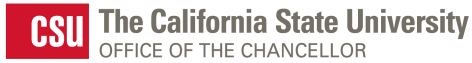 CSU The California State University
OFFICE OF THE CHANCELLOR